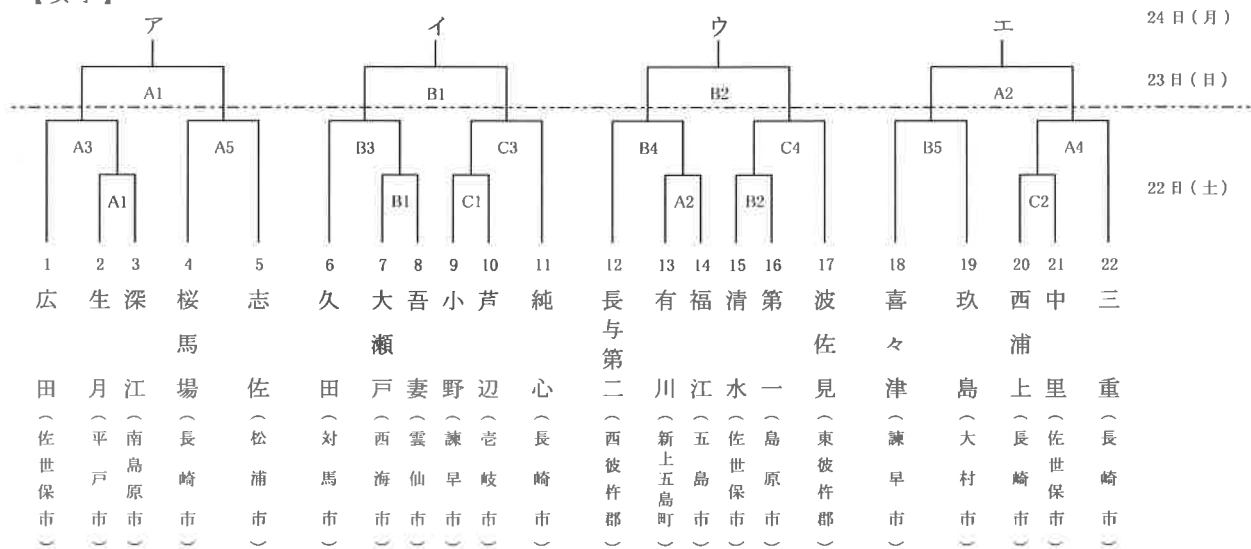 ア イ ウ エ
24日(月)
A1 B1 B2 A2
23日(日)
A3 A5 B3 C3 B4 C4 B5 A4
A1 B1 C1 A2 B2 C2
22日(土)
1 2 3 4 5 6 7 8 9 10 11 12 13 14 15 16 17 18 19 20 21 22
広田(佐世保市)
生月(平戸市)
深江(南島原市)
桜馬場(長崎市)
志佐(松浦市)
久田(対馬市)
大瀬戸(西海市)
吾妻(雲仙市)
小野(諫早市)
芦辺(壱岐市)
純心(長崎市)
長与第二(西彼杵郡)
有川(新上五島町)
福江(五島市)
清水(佐世保市)
第一(島原市)
波佐見(東彼杵郡)
喜々津(諫早市)
玖島(大村市)
西浦上(長崎市)
中里(佐世保市)
三重(長崎市)